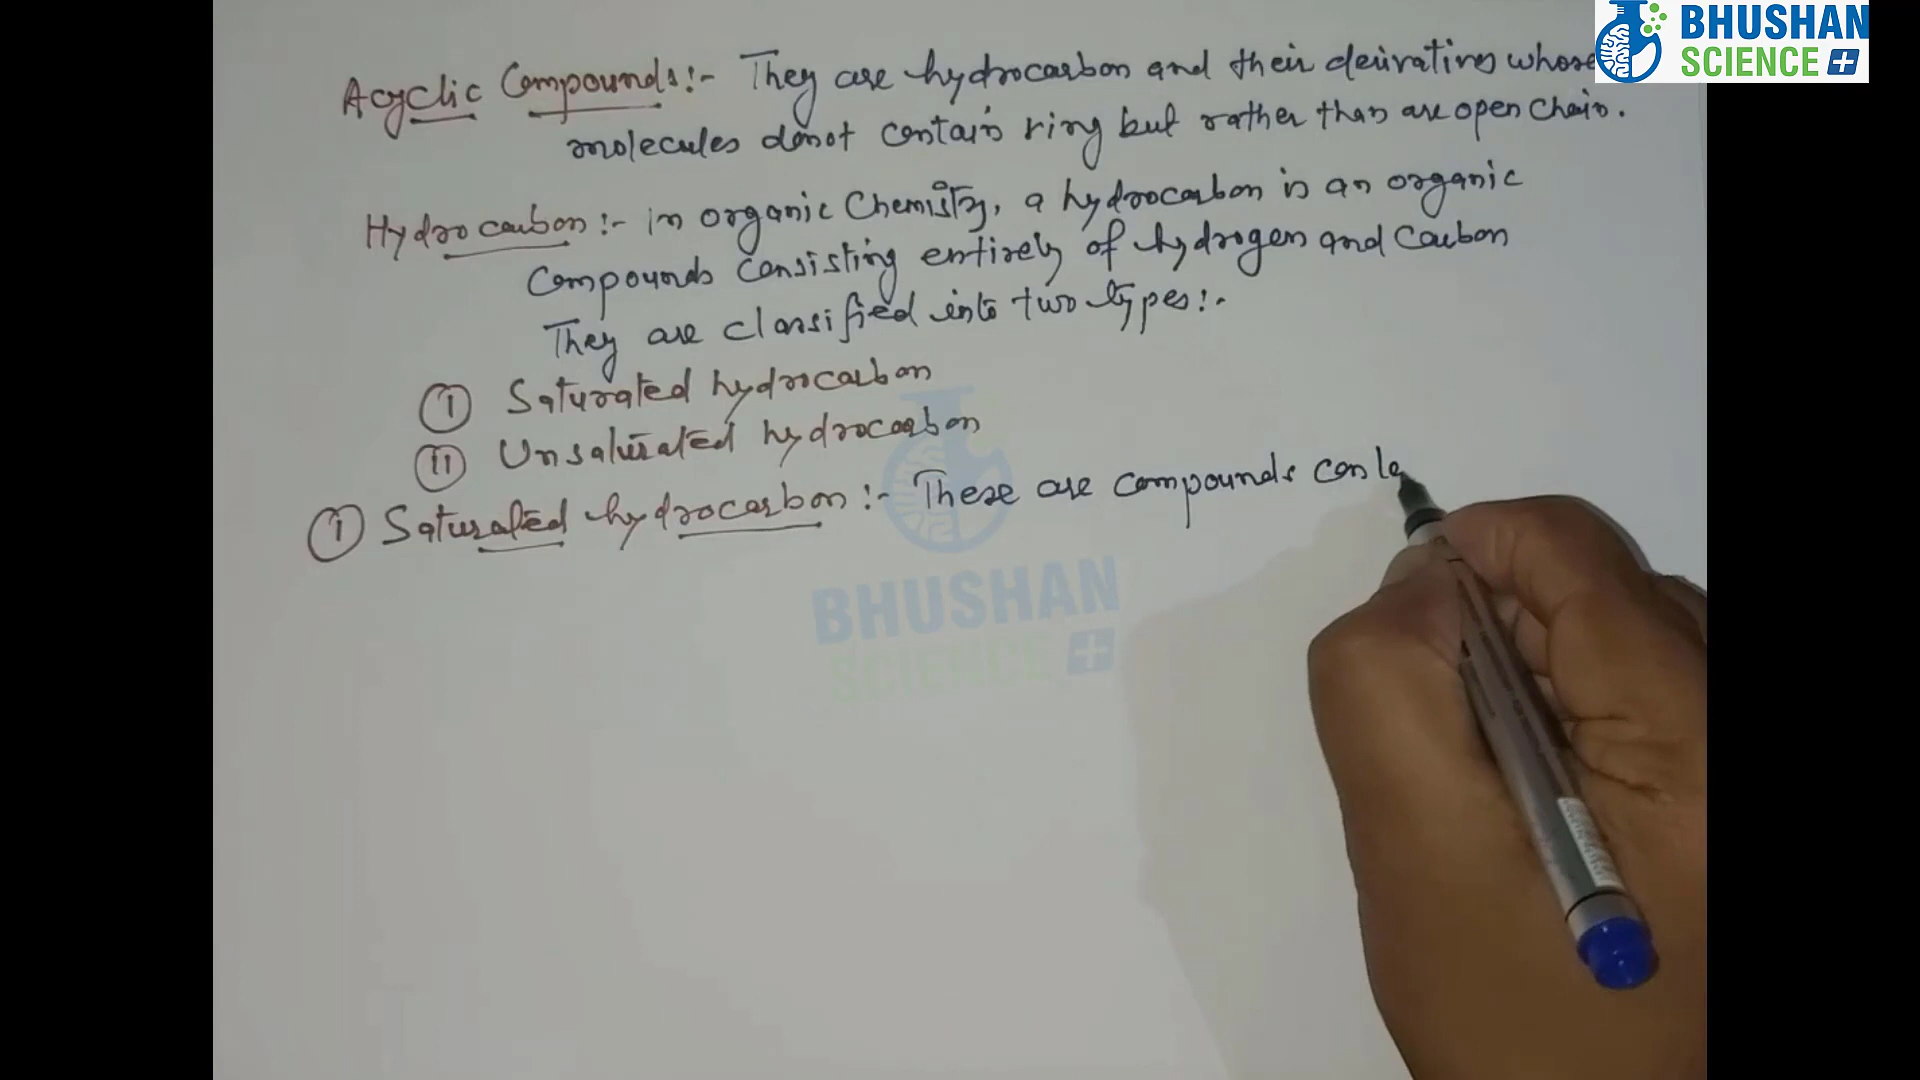 BHUSHAN
SCIENCE +
Acyclic Compounds:- They are hydrocarbon and their derivatives whose
molecules donot contain ring but rather than are open chain.
Hydrocarbon:- in organic Chemistry, a hydrocarbon is an organic
Compounds consisting entirely of hydrogen and Carbon
They are classified into two types:-
(I) Saturated hydrocarbon
(II) Unsaturated hydrocarbon
(I) Saturated hydrocarbon:- These are compounds
BHUSHAN
SCIENCE +